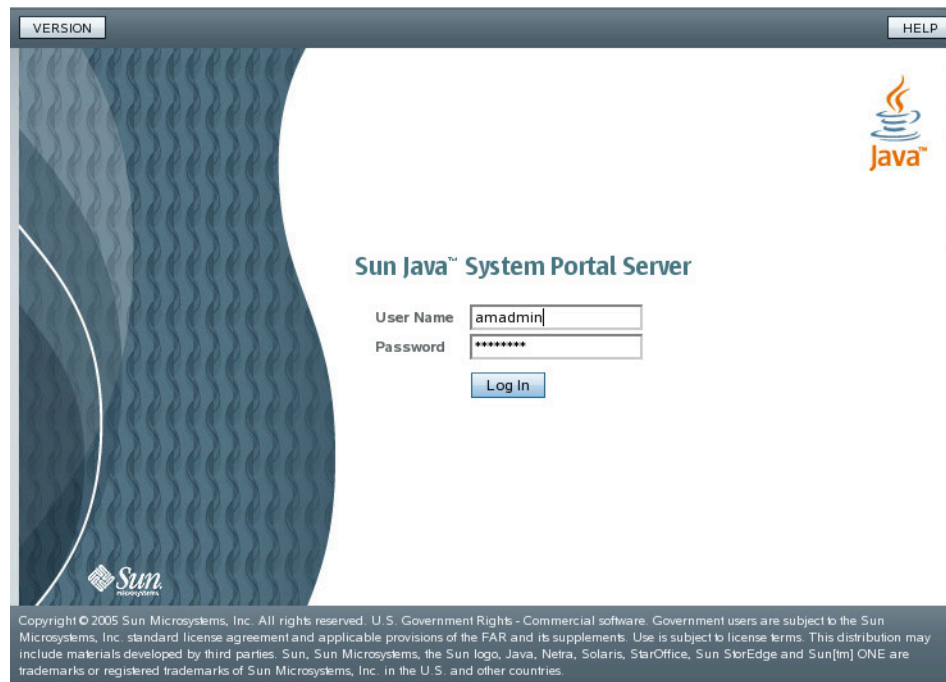 VERSION
HELP
Java™
Sun Java™ System Portal Server
User Name amadmin
Password ********
Log In
Sun
microsystems
Copyright © 2005 Sun Microsystems, Inc. All rights reserved. U.S. Government Rights - Commercial software. Government users are subject to the Sun
Microsystems, Inc. standard license agreement and applicable provisions of the FAR and its supplements. Use is subject to license terms. This distribution may
include materials developed by third parties. Sun, Sun Microsystems, the Sun logo, Java, Netra, Solaris, StarOffice, Sun StorEdge and Sun[tm] ONE are
trademarks or registered trademarks of Sun Microsystems, Inc. in the U.S. and other countries.